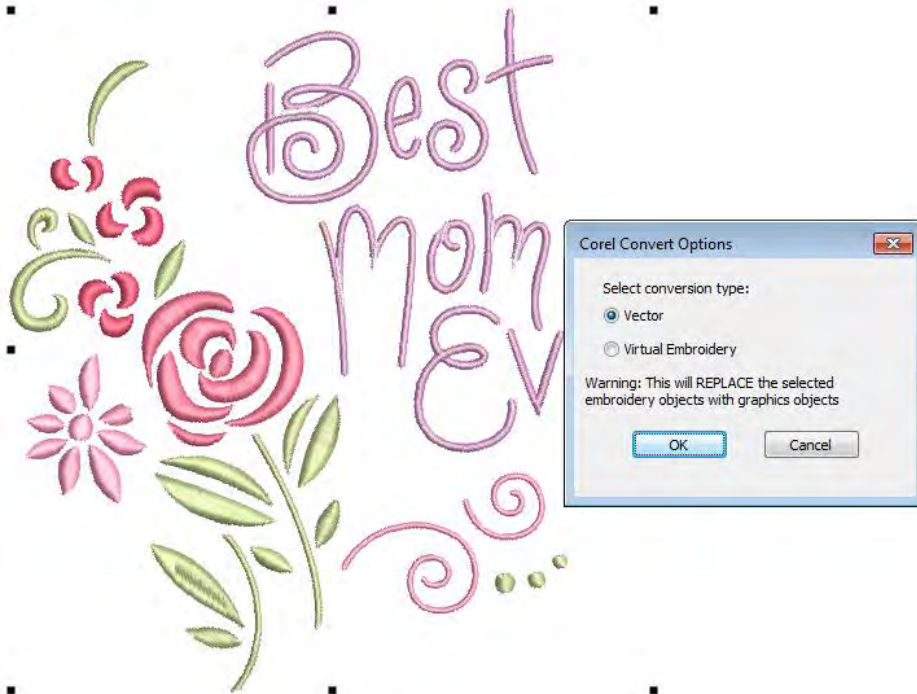 Best
Mom
Ev
Corel Convert Options
Select conversion type:
Vector
Virtual Embroidery
Warning: This will REPLACE the selected
embroidery objects with graphics objects
OK
Cancel